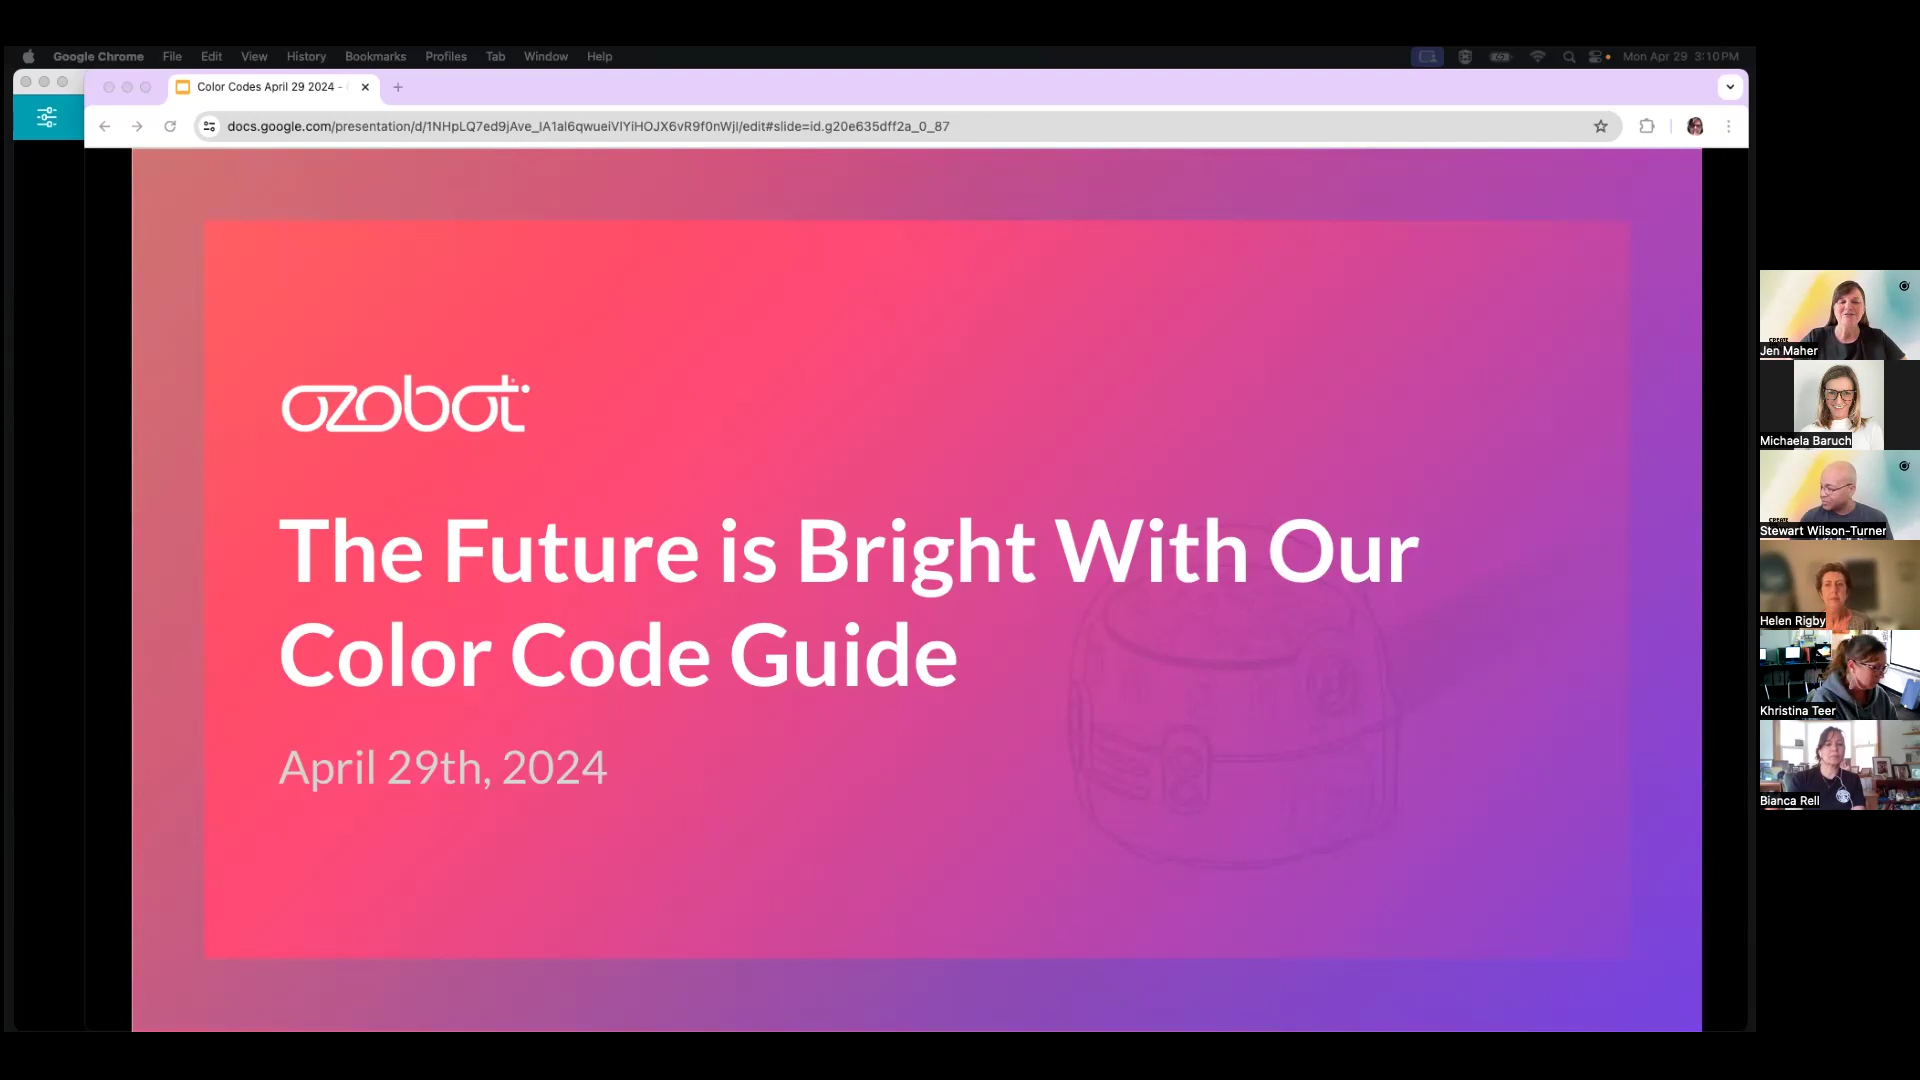 Google Chrome File Edit View History Bookmarks Profiles Tab Window Help Mon Apr 29 3:10 PM
Color Codes April 29 2024 -
docs.google.com/presentation/d/1NHpLQ7ed9jAve_IA1al6qwueiVlYiHOJX6vR9f0nWjI/edit#slide=id.g20e635dff2a_0_87
ozobot
The Future is Bright With Our
Color Code Guide
April 29th, 2024
Jen Maher
Michaela Baruch
Stewart Wilson-Turner
Helen Rigby
Khristina Teer
Bianca Rell